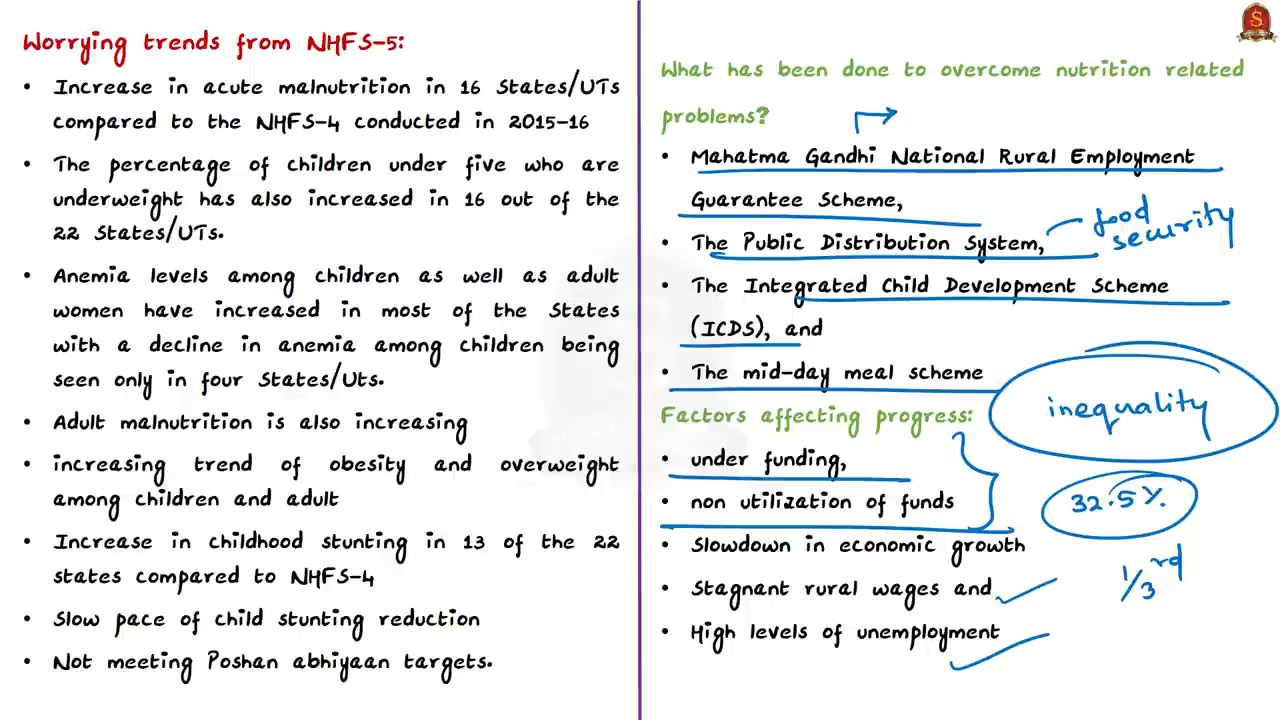 Worrying trends from NHFS-5:
• Increase in acute malnutrition in 16 States/UTs
compared to the NHFS-4 conducted in 2015-16
• The percentage of children under five who are
underweight has also increased in 16 out of the
22 States/UTs.
• Anemia levels among children as well as adult
women have increased in most of the States
with a decline in anemia among children being
seen only in four States/Uts.
• Adult malnutrition is also increasing
• increasing trend of obesity and overweight
among children and adult
• Increase in childhood stunting in 13 of the 22
states compared to NHFS-4
• Slow pace of child stunting reduction
• Not meeting Poshan abhiyaan targets.
What has been done to overcome nutrition related
problems?
• Mahatma Gandhi National Rural Employment
Guarantee Scheme,
• The Public Distribution System,
food
security
• The Integrated Child Development Scheme
(ICDS), and
• The mid-day meal scheme
inequality
Factors affecting progress:
• under funding,
• non utilization of funds
32.5%
• Slowdown in economic growth
• Stagnant rural wages and
1/3rd
• High levels of unemployment